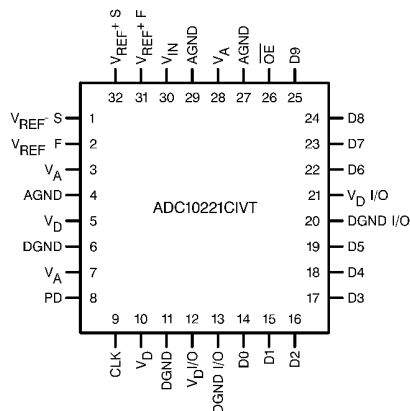 VREF+ S
VREF+ F
VIN
AGND
VA
AGND
OE
D9
32 31 30 29 28 27 26 25
VREF- S 1
VREF F 2
VA 3
AGND 4
VD 5
DGND 6
VA 7
PD 8
ADC10221CIVT
24 D8
23 D7
22 D6
21 VD I/O
20 DGND I/O
19 D5
18 D4
17 D3
9 10 11 12 13 14 15 16
CLK
VD
DGND
VD I/O
DGND I/O
D0
D1
D2